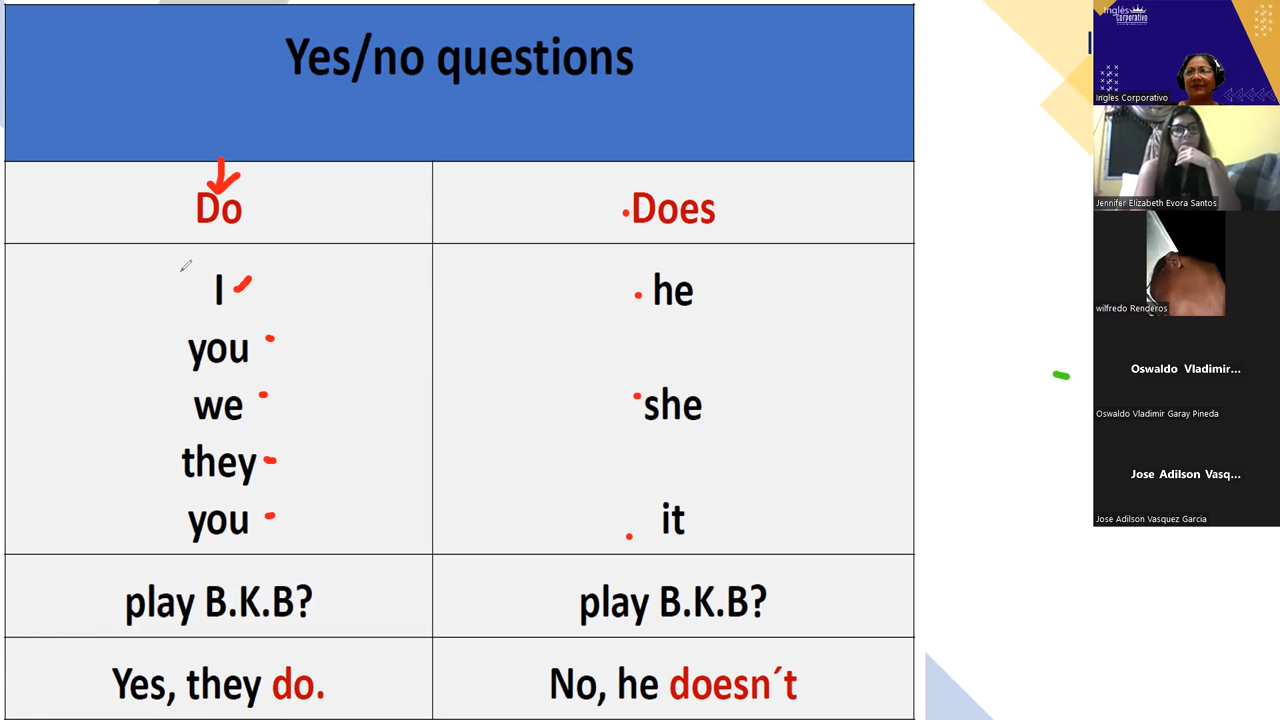 Yes/no questions
Do
Does
I
he
you
we
she
they
you
it
play B.K.B?
play B.K.B?
Yes, they do.
No, he doesn´t
Inglés
Corporativo
Ingles Corporativo
Jennifer Elizabeth Evora Santos
wilfredo Renderos
Oswaldo Vladimir...
Oswaldo Vladimir Garay Pineda
Jose Adilson Vasq...
Jose Adilson Vasquez Garcia